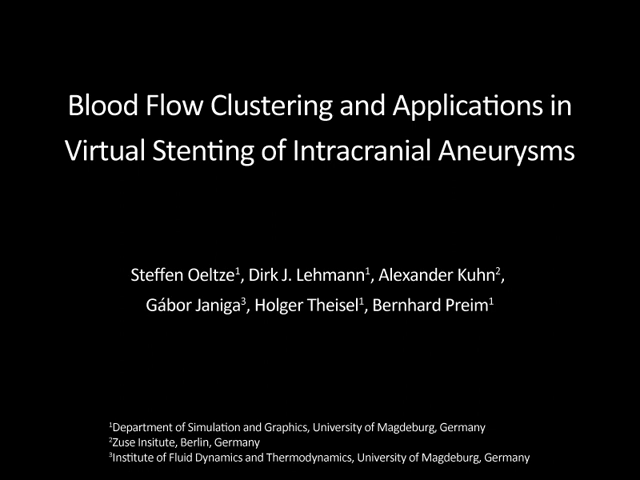 Blood Flow Clustering and Applications in
Virtual Stenting of Intracranial Aneurysms
Steffen Oeltze¹, Dirk J. Lehmann¹, Alexander Kuhn²,
Gábor Janiga³, Holger Theisel¹, Bernhard Preim¹
¹Department of Simulation and Graphics, University of Magdeburg, Germany
²Zuse Insitute, Berlin, Germany
³Institute of Fluid Dynamics and Thermodynamics, University of Magdeburg, Germany